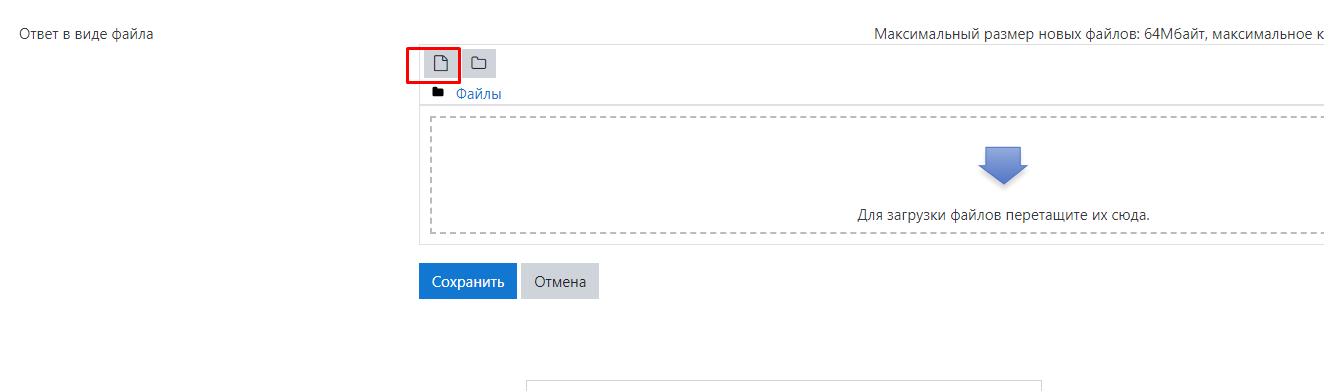 Ответ в виде файла
Максимальный размер новых файлов: 64Мбайт, максимальное
Файлы
Для загрузки файлов перетащите их сюда.
Сохранить Отмена